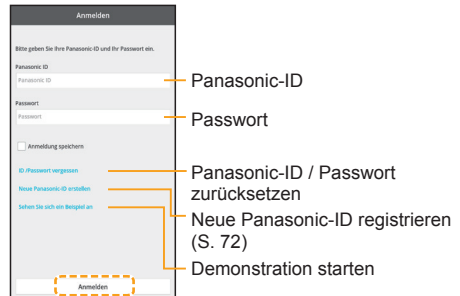 Anmelden
Bitte geben Sie Ihre Panasonic-ID und Ihr Passwort ein.
Panasonic ID
Panasonic ID
Passwort
Passwort
Anmeldung speichern
ID /Passwort vergessen
Neue Panasonic-ID erstellen
Sehen Sie sich ein Beispiel an
Anmelden
Panasonic-ID
Passwort
Panasonic-ID / Passwort
zurücksetzen
Neue Panasonic-ID registrieren
(S. 72)
Demonstration starten